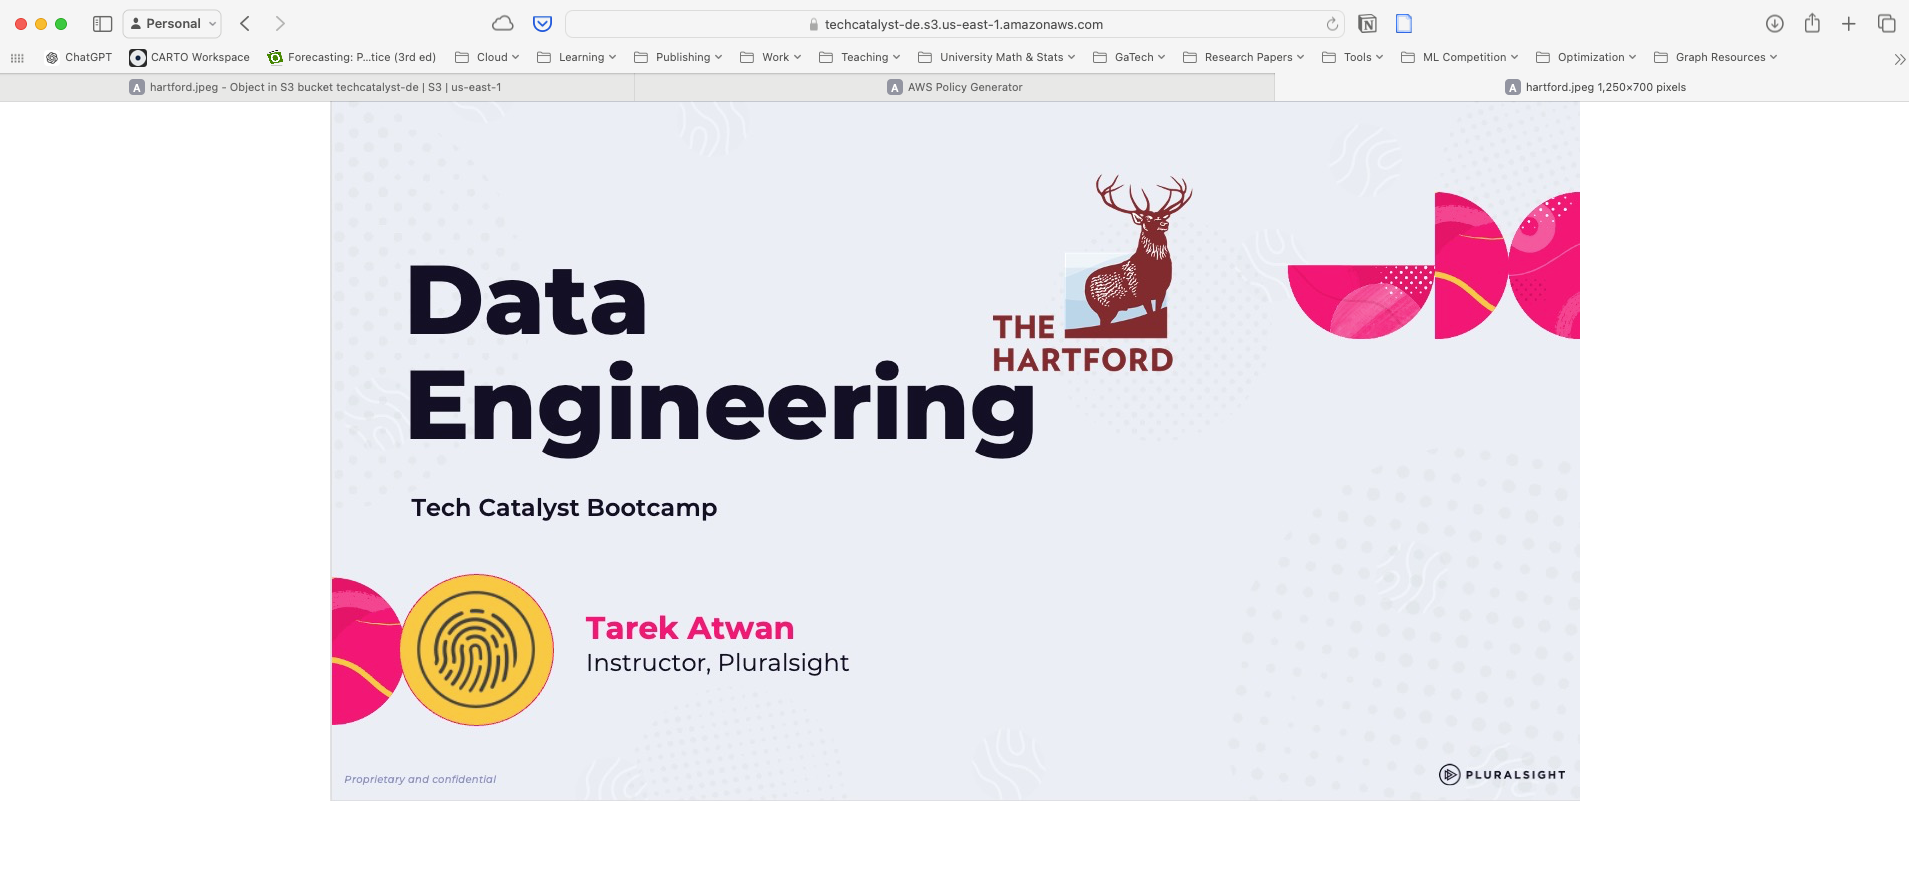 Personal
techcatalyst-de.s3.us-east-1.amazonaws.com
ChatGPT
CARTO Workspace
Forecasting: P...tice (3rd ed)
Cloud
Learning
Publishing
Work
Teaching
University Math & Stats
GaTech
Research Papers
Tools
ML Competition
Optimization
Graph Resources
A hartford.jpeg - Object in S3 bucket techcatalyst-de | S3 | us-east-1
A AWS Policy Generator
A hartford.jpeg 1,250×700 pixels
Data
Engineering
THE
HARTFORD
Tech Catalyst Bootcamp
Tarek Atwan
Instructor, Pluralsight
Proprietary and confidential
PLURALSIGHT